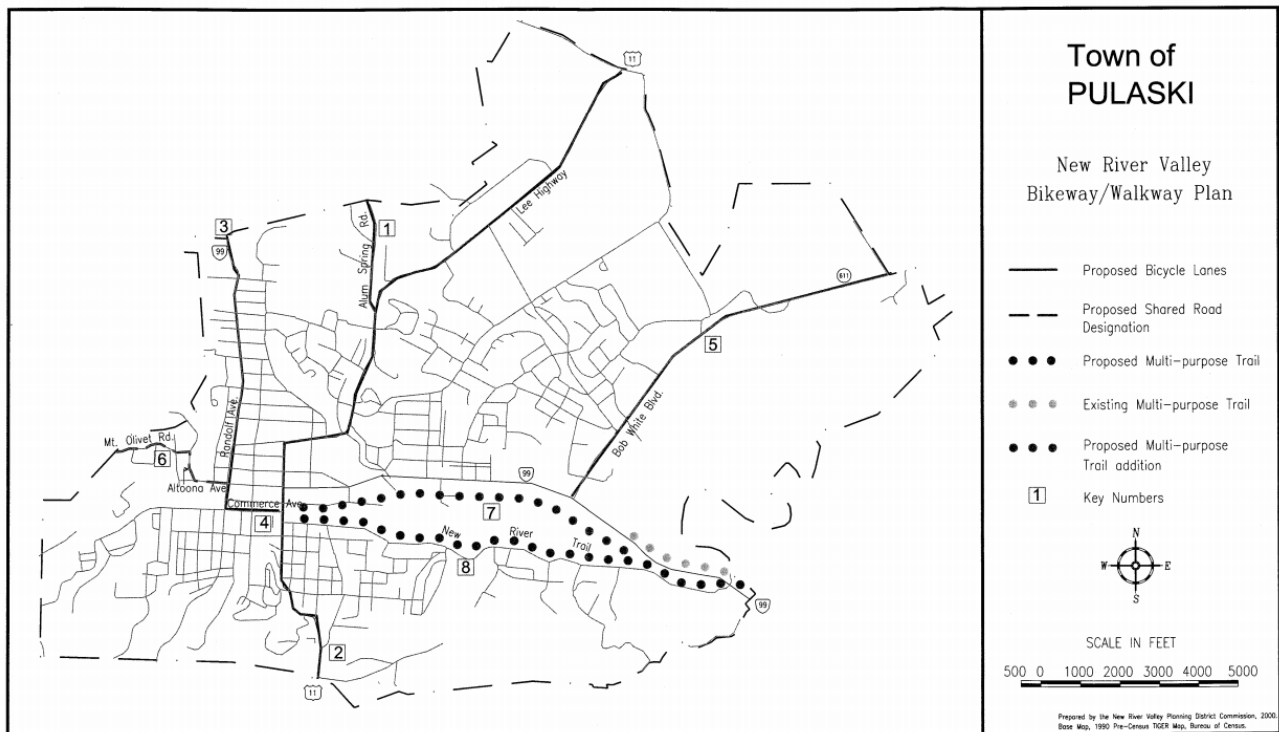 Town of
PULASKI
New River Valley
Bikeway/Walkway Plan
Proposed Bicycle Lanes
Proposed Shared Road
Designation
Proposed Multi-purpose Trail
Existing Multi-purpose Trail
Proposed Multi-purpose
Trail addition
1
Key Numbers
N
W E
S
SCALE IN FEET
500 0 1000 2000 3000 4000 5000
Prepared by the New River Valley Planning District Commission, 2000.
Base Map, 1990 Pre-Census TIGER Map, Bureau of Census.
11
Lee Highway
3
99
1
Alum Spring Rd.
611
5
Bob White Blvd.
Randolf Ave.
Mt. Olivet Rd.
6
Altoona Ave
Commerce Ave.
4
99
7
New River Trail
8
99
2
11